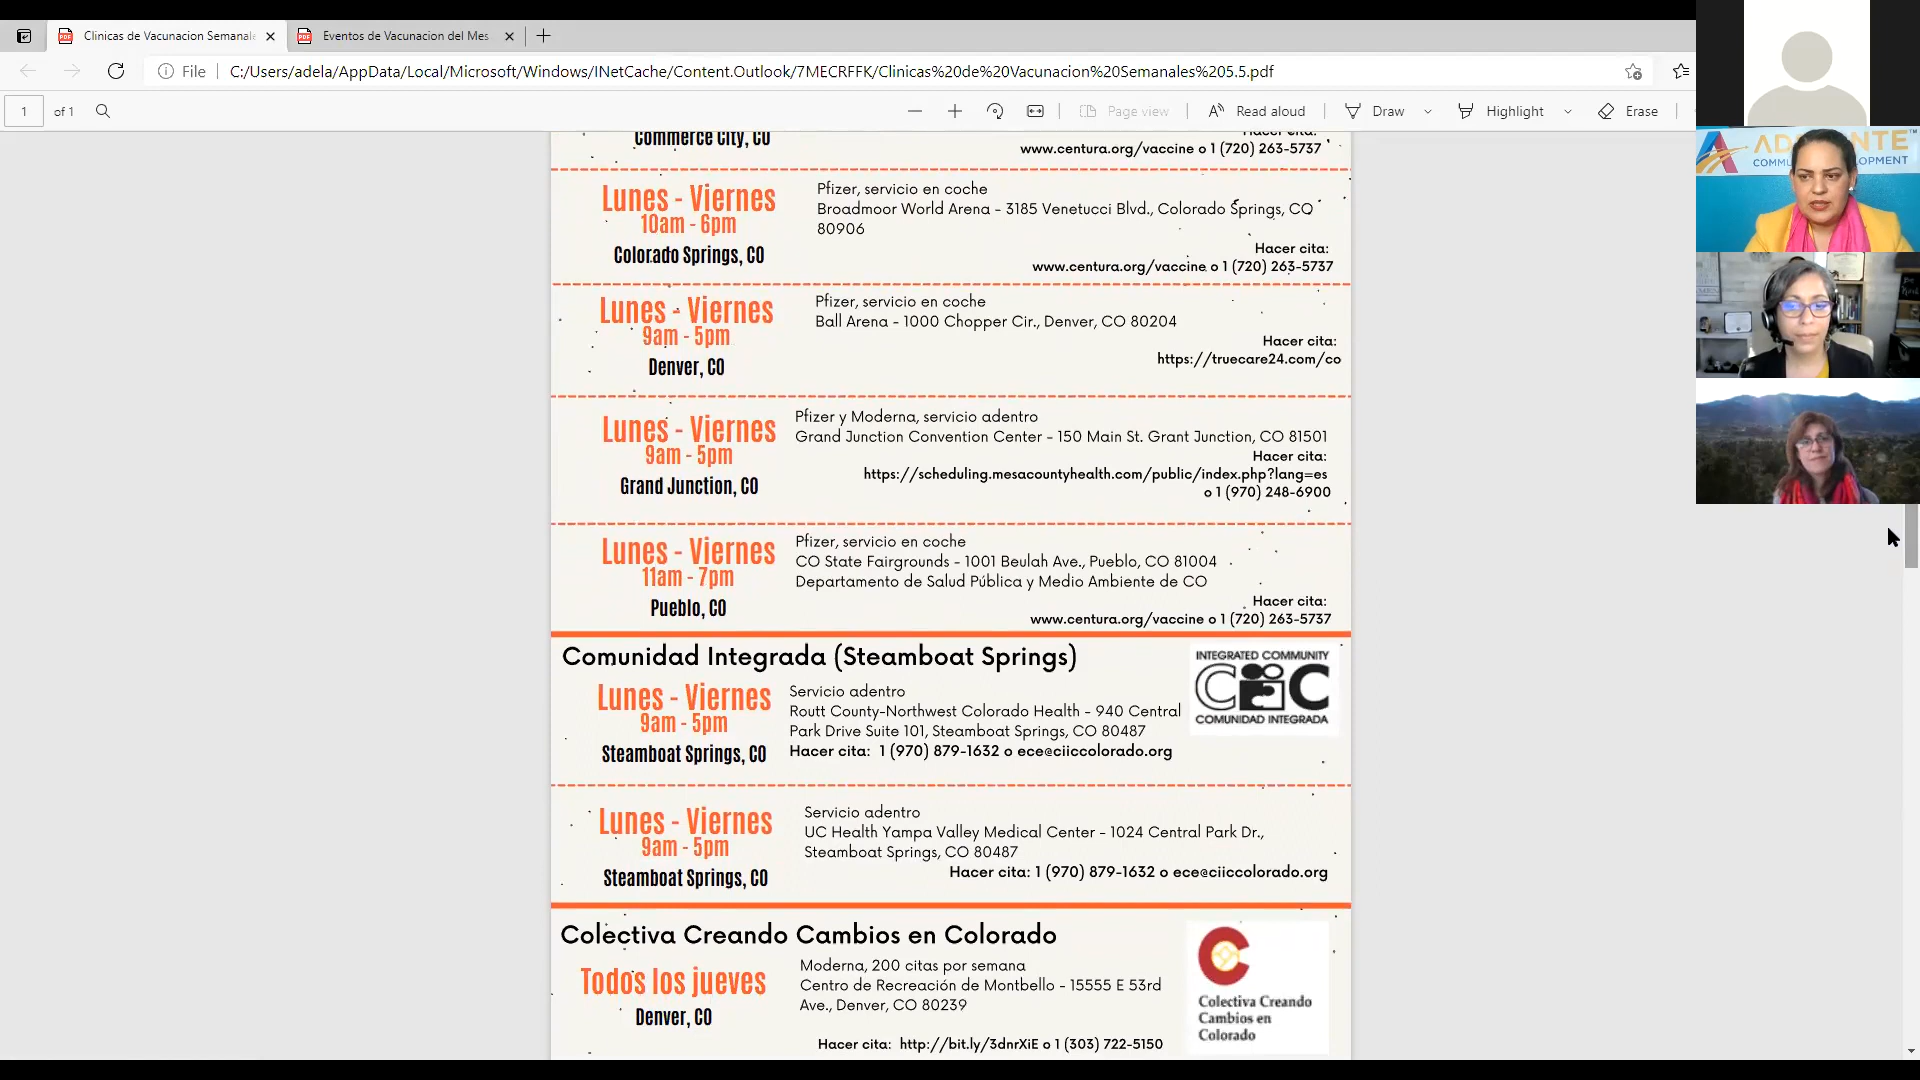 Clinicas de Vacunacion Semanale
Eventos de Vacunacion del Mes
File
C:/Users/adela/AppData/Local/Microsoft/Windows/INetCache/Content.Outlook/7MECRFFK/Clinicas%20de%20Vacunacion%20Semanales%205.5.pdf
1 of 1
Page view
Read aloud
Draw
Highlight
Erase
Commerce City, CO
Hacer cita:
www.centura.org/vaccine o 1 (720) 263-5737
Lunes - Viernes
10am - 6pm
Colorado Springs, CO
Pfizer, servicio en coche
Broadmoor World Arena - 3185 Venetucci Blvd., Colorado Springs, CO
80906
Hacer cita:
www.centura.org/vaccine o 1 (720) 263-5737
Lunes - Viernes
9am - 5pm
Denver, CO
Pfizer, servicio en coche
Ball Arena - 1000 Chopper Cir., Denver, CO 80204
Hacer cita:
https://truecare24.com/co
Lunes - Viernes
9am - 5pm
Grand Junction, CO
Pfizer y Moderna, servicio adentro
Grand Junction Convention Center - 150 Main St. Grant Junction, CO 81501
Hacer cita:
https://scheduling.mesacountyhealth.com/public/index.php?lang=es
o 1 (970) 248-6900
Lunes - Viernes
11am - 7pm
Pueblo, CO
Pfizer, servicio en coche
CO State Fairgrounds - 1001 Beulah Ave., Pueblo, CO 81004
Departamento de Salud Pública y Medio Ambiente de CO
Hacer cita:
www.centura.org/vaccine o 1 (720) 263-5737
Comunidad Integrada (Steamboat Springs)
INTEGRATED COMMUNITY
CiiC
COMUNIDAD INTEGRADA
Lunes - Viernes
9am - 5pm
Steamboat Springs, CO
Servicio adentro
Routt County-Northwest Colorado Health - 940 Central
Park Drive Suite 101, Steamboat Springs, CO 80487
Hacer cita: 1 (970) 879-1632 o ece@ciiccolorado.org
Lunes - Viernes
9am - 5pm
Steamboat Springs, CO
Servicio adentro
UC Health Yampa Valley Medical Center - 1024 Central Park Dr.,
Steamboat Springs, CO 80487
Hacer cita: 1 (970) 879-1632 o ece@ciiccolorado.org
Colectiva Creando Cambios en Colorado
Todos los jueves
Denver, CO
Moderna, 200 citas por semana
Centro de Recreación de Montbello - 15555 E 53rd
Ave., Denver, CO 80239
Hacer cita: http://bit.ly/3dnrXiE o 1 (303) 722-5150
Colectiva Creando
Cambios en
Colorado